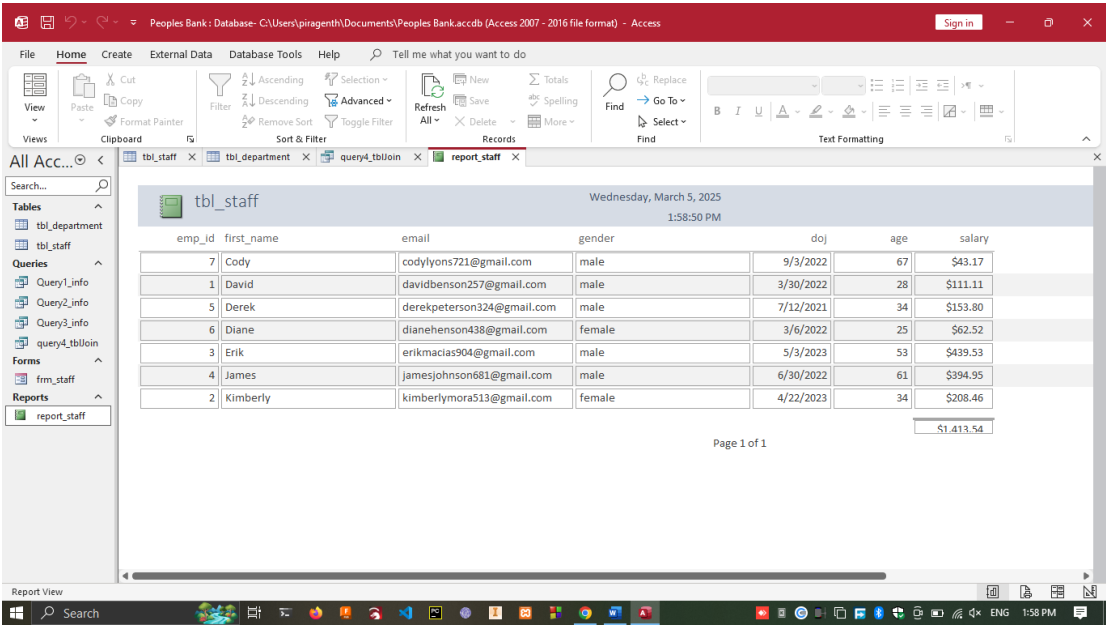 Peoples Bank : Database- C:\Users\piragenth\Documents\Peoples Bank.accdb (Access 2007 - 2016 file format) - Access Sign in
File Home Create External Data Database Tools Help Tell me what you want to do
View Paste Cut Filter Ascending Selection Refresh All New Totals Find Replace
Copy Descending Advanced Save Spelling Go To
Format Painter Remove Sort Toggle Filter Delete More Select B I U A
Views Clipboard Sort & Filter Records Find Text Formatting
All Acc... tbl_staff tbl_department query4_tblJoin report_staff
Search...
Tables
tbl_department
tbl_staff
Queries
Query1_info
Query2_info
Query3_info
query4_tblJoin
Forms
frm_staff
Reports
report_staff
tbl_staff Wednesday, March 5, 2025
1:58:50 PM
emp_id first_name email gender doj age salary
7 Cody codylyons721@gmail.com male 9/3/2022 67 $43.17
1 David davidbenson257@gmail.com male 3/30/2022 28 $111.11
5 Derek derekpeterson324@gmail.com male 7/12/2021 34 $153.80
6 Diane dianehenson438@gmail.com female 3/6/2022 25 $62.52
3 Erik erikmacias904@gmail.com male 5/3/2023 53 $439.53
4 James jamesjohnson681@gmail.com male 6/30/2022 61 $394.95
2 Kimberly kimberlymora513@gmail.com female 4/22/2023 34 $208.46
$1,413.54
Page 1 of 1
Report View
Search ENG 1:58 PM